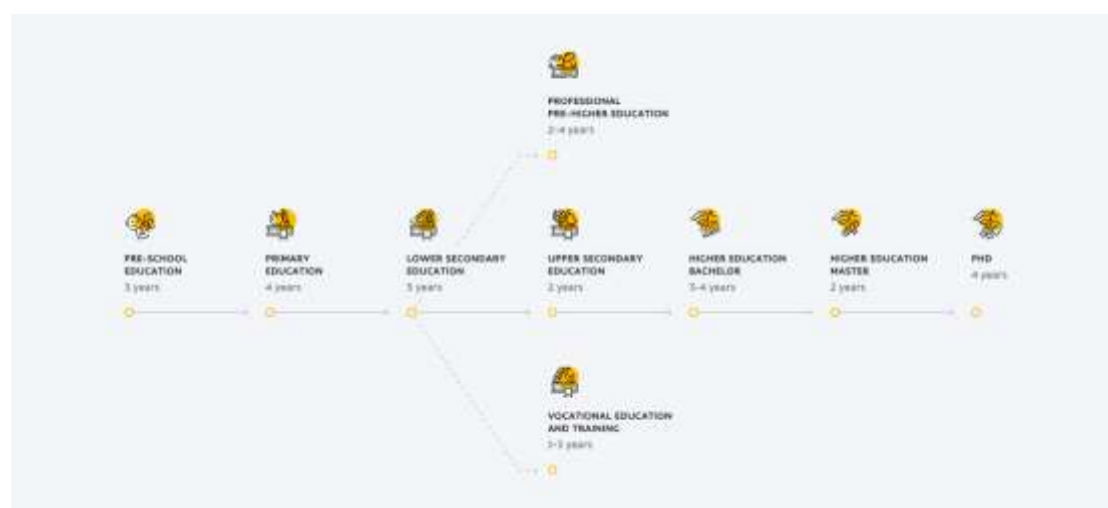 PROFESSIONAL
PRE-HIGHER EDUCATION
2-4 years
PRE-SCHOOL
EDUCATION
3 years
PRIMARY
EDUCATION
4 years
LOWER SECONDARY
EDUCATION
5 years
UPPER SECONDARY
EDUCATION
2 years
HIGHER EDUCATION
BACHELOR
3-4 years
HIGHER EDUCATION
MASTER
2 years
PHD
4 years
VOCATIONAL EDUCATION
AND TRAINING
years